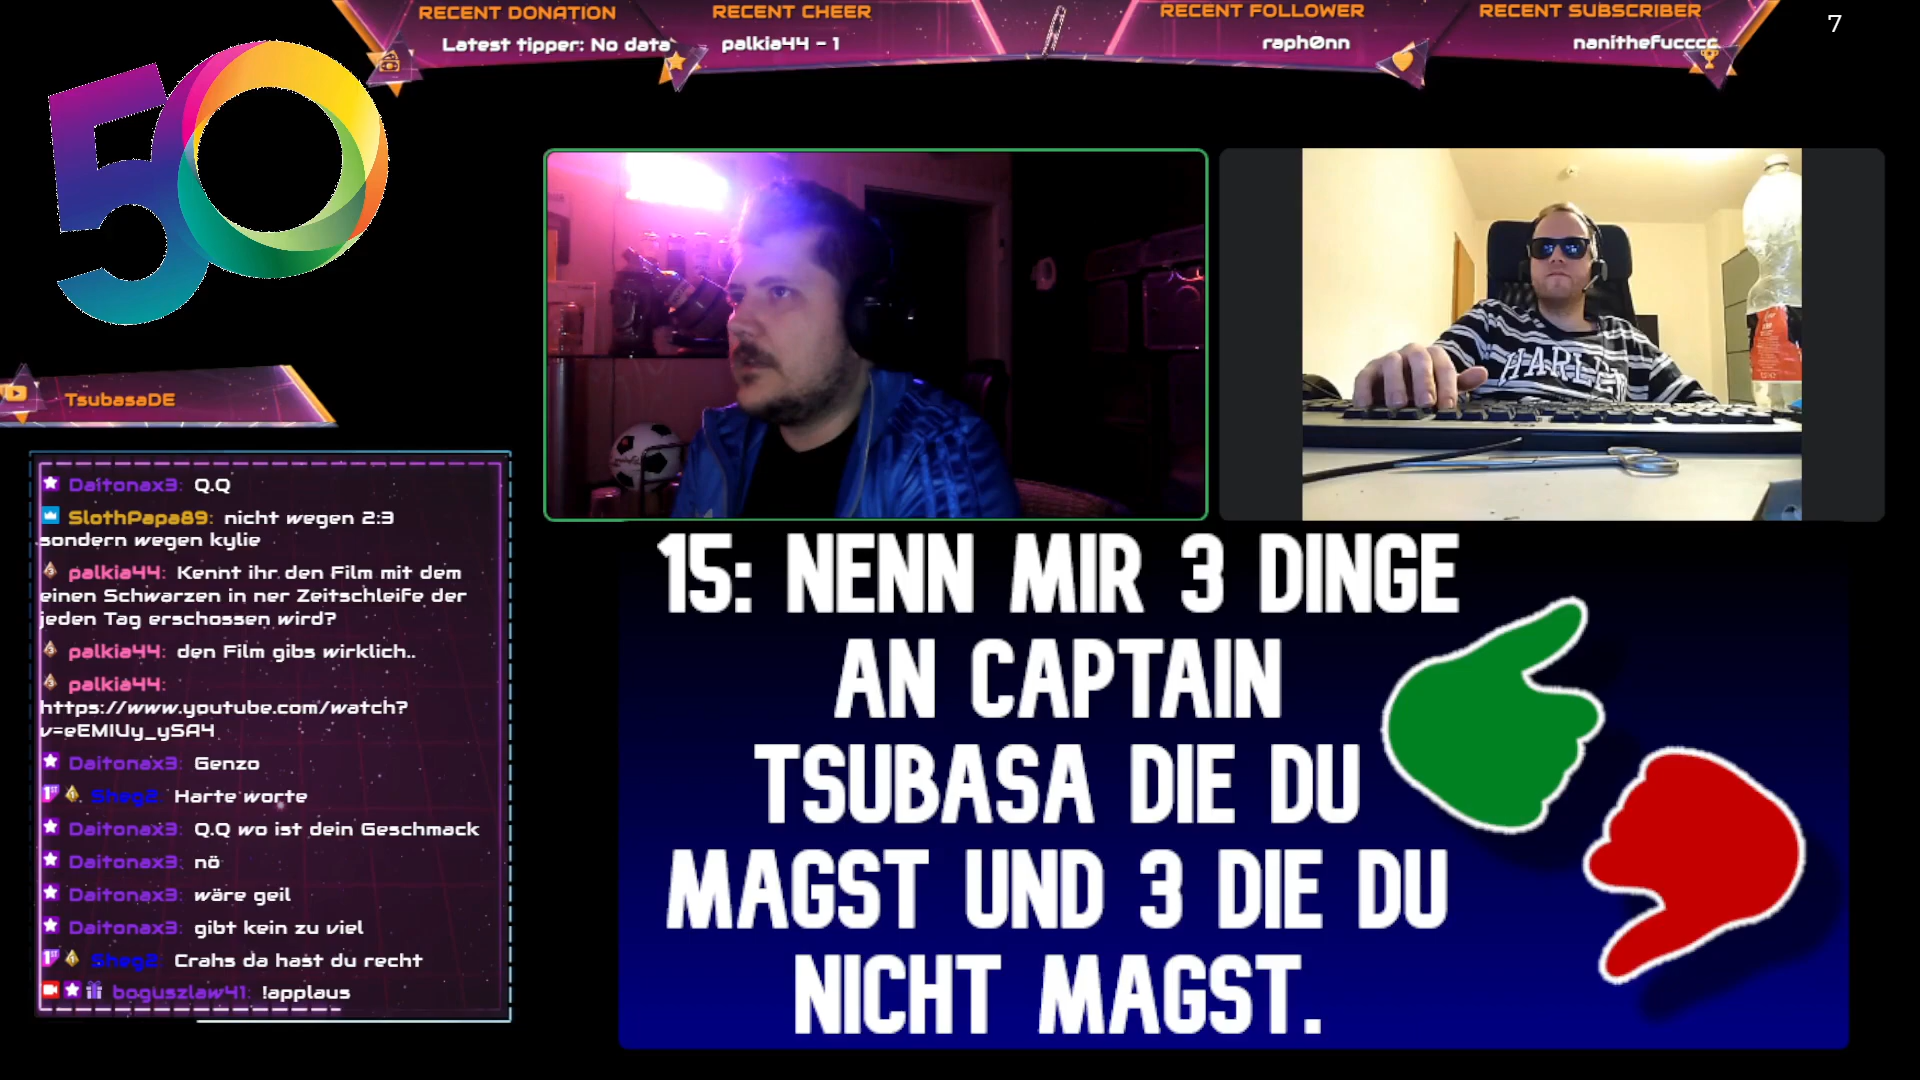 RECENT DONATION
Latest tipper: No data
RECENT CHEER
palkia44 - 1
RECENT FOLLOWER
raph0nn
RECENT SUBSCRIBER
nanithefucccc
7
50
TsubasaDE
Daitonax3: Q.Q
SlothPapa89: nicht wegen 2:3
sondern wegen kylie
palkia44: Kennt ihr den Film mit dem
einen Schwarzen in ner Zeitschleife der
jeden Tag erschossen wird?
palkia44: den Film gibs wirklich..
palkia44:
https://www.youtube.com/watch?
v=eEMIUy_ySA4
Daitonax3: Genzo
Sheg2: Harte worte
Daitonax3: Q.Q wo ist dein Geschmack
Daitonax3: nö
Daitonax3: wäre geil
Daitonax3: gibt kein zu viel
Sheg2: Crahs da hast du recht
boguszlaw41: !applaus
15: NENN MIR 3 DINGE
AN CAPTAIN
TSUBASA DIE DU
MAGST UND 3 DIE DU
NICHT MAGST.